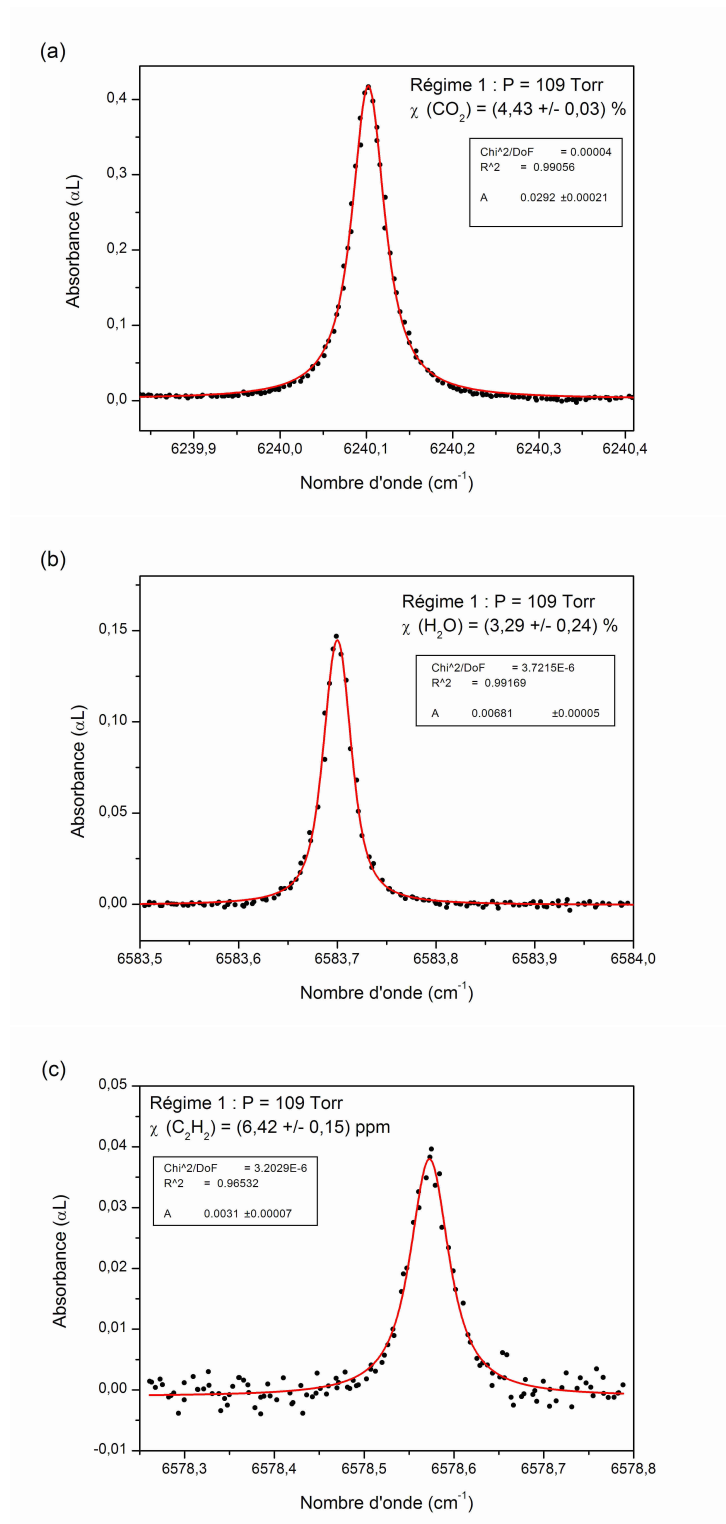 (a)
Régime 1 : P = 109 Torr
χ (CO2) = (4,43 +/- 0,03) %
Chi^2/DoF = 0.00004
R^2 = 0.99056
A 0.0292 ±0.00021
0,4
0,3
0,2
0,1
0,0
Absorbance (αL)
6239,9 6240,0 6240,1 6240,2 6240,3 6240,4
Nombre d'onde (cm-1)
(b)
Régime 1 : P = 109 Torr
χ (H2O) = (3,29 +/- 0,24) %
Chi^2/DoF = 3.7215E-6
R^2 = 0.99169
A 0.00681 ±0.00005
0,15
0,10
0,05
0,00
Absorbance (αL)
6583,5 6583,6 6583,7 6583,8 6583,9 6584,0
Nombre d'onde (cm-1)
(c)
Régime 1 : P = 109 Torr
χ (C2H2) = (6,42 +/- 0,15) ppm
Chi^2/DoF = 3.2029E-6
R^2 = 0.96532
A 0.0031 ±0.00007
0,05
0,04
0,03
0,02
0,01
0,00
-0,01
Absorbance (αL)
6578,3 6578,4 6578,5 6578,6 6578,7 6578,8
Nombre d'onde (cm-1)